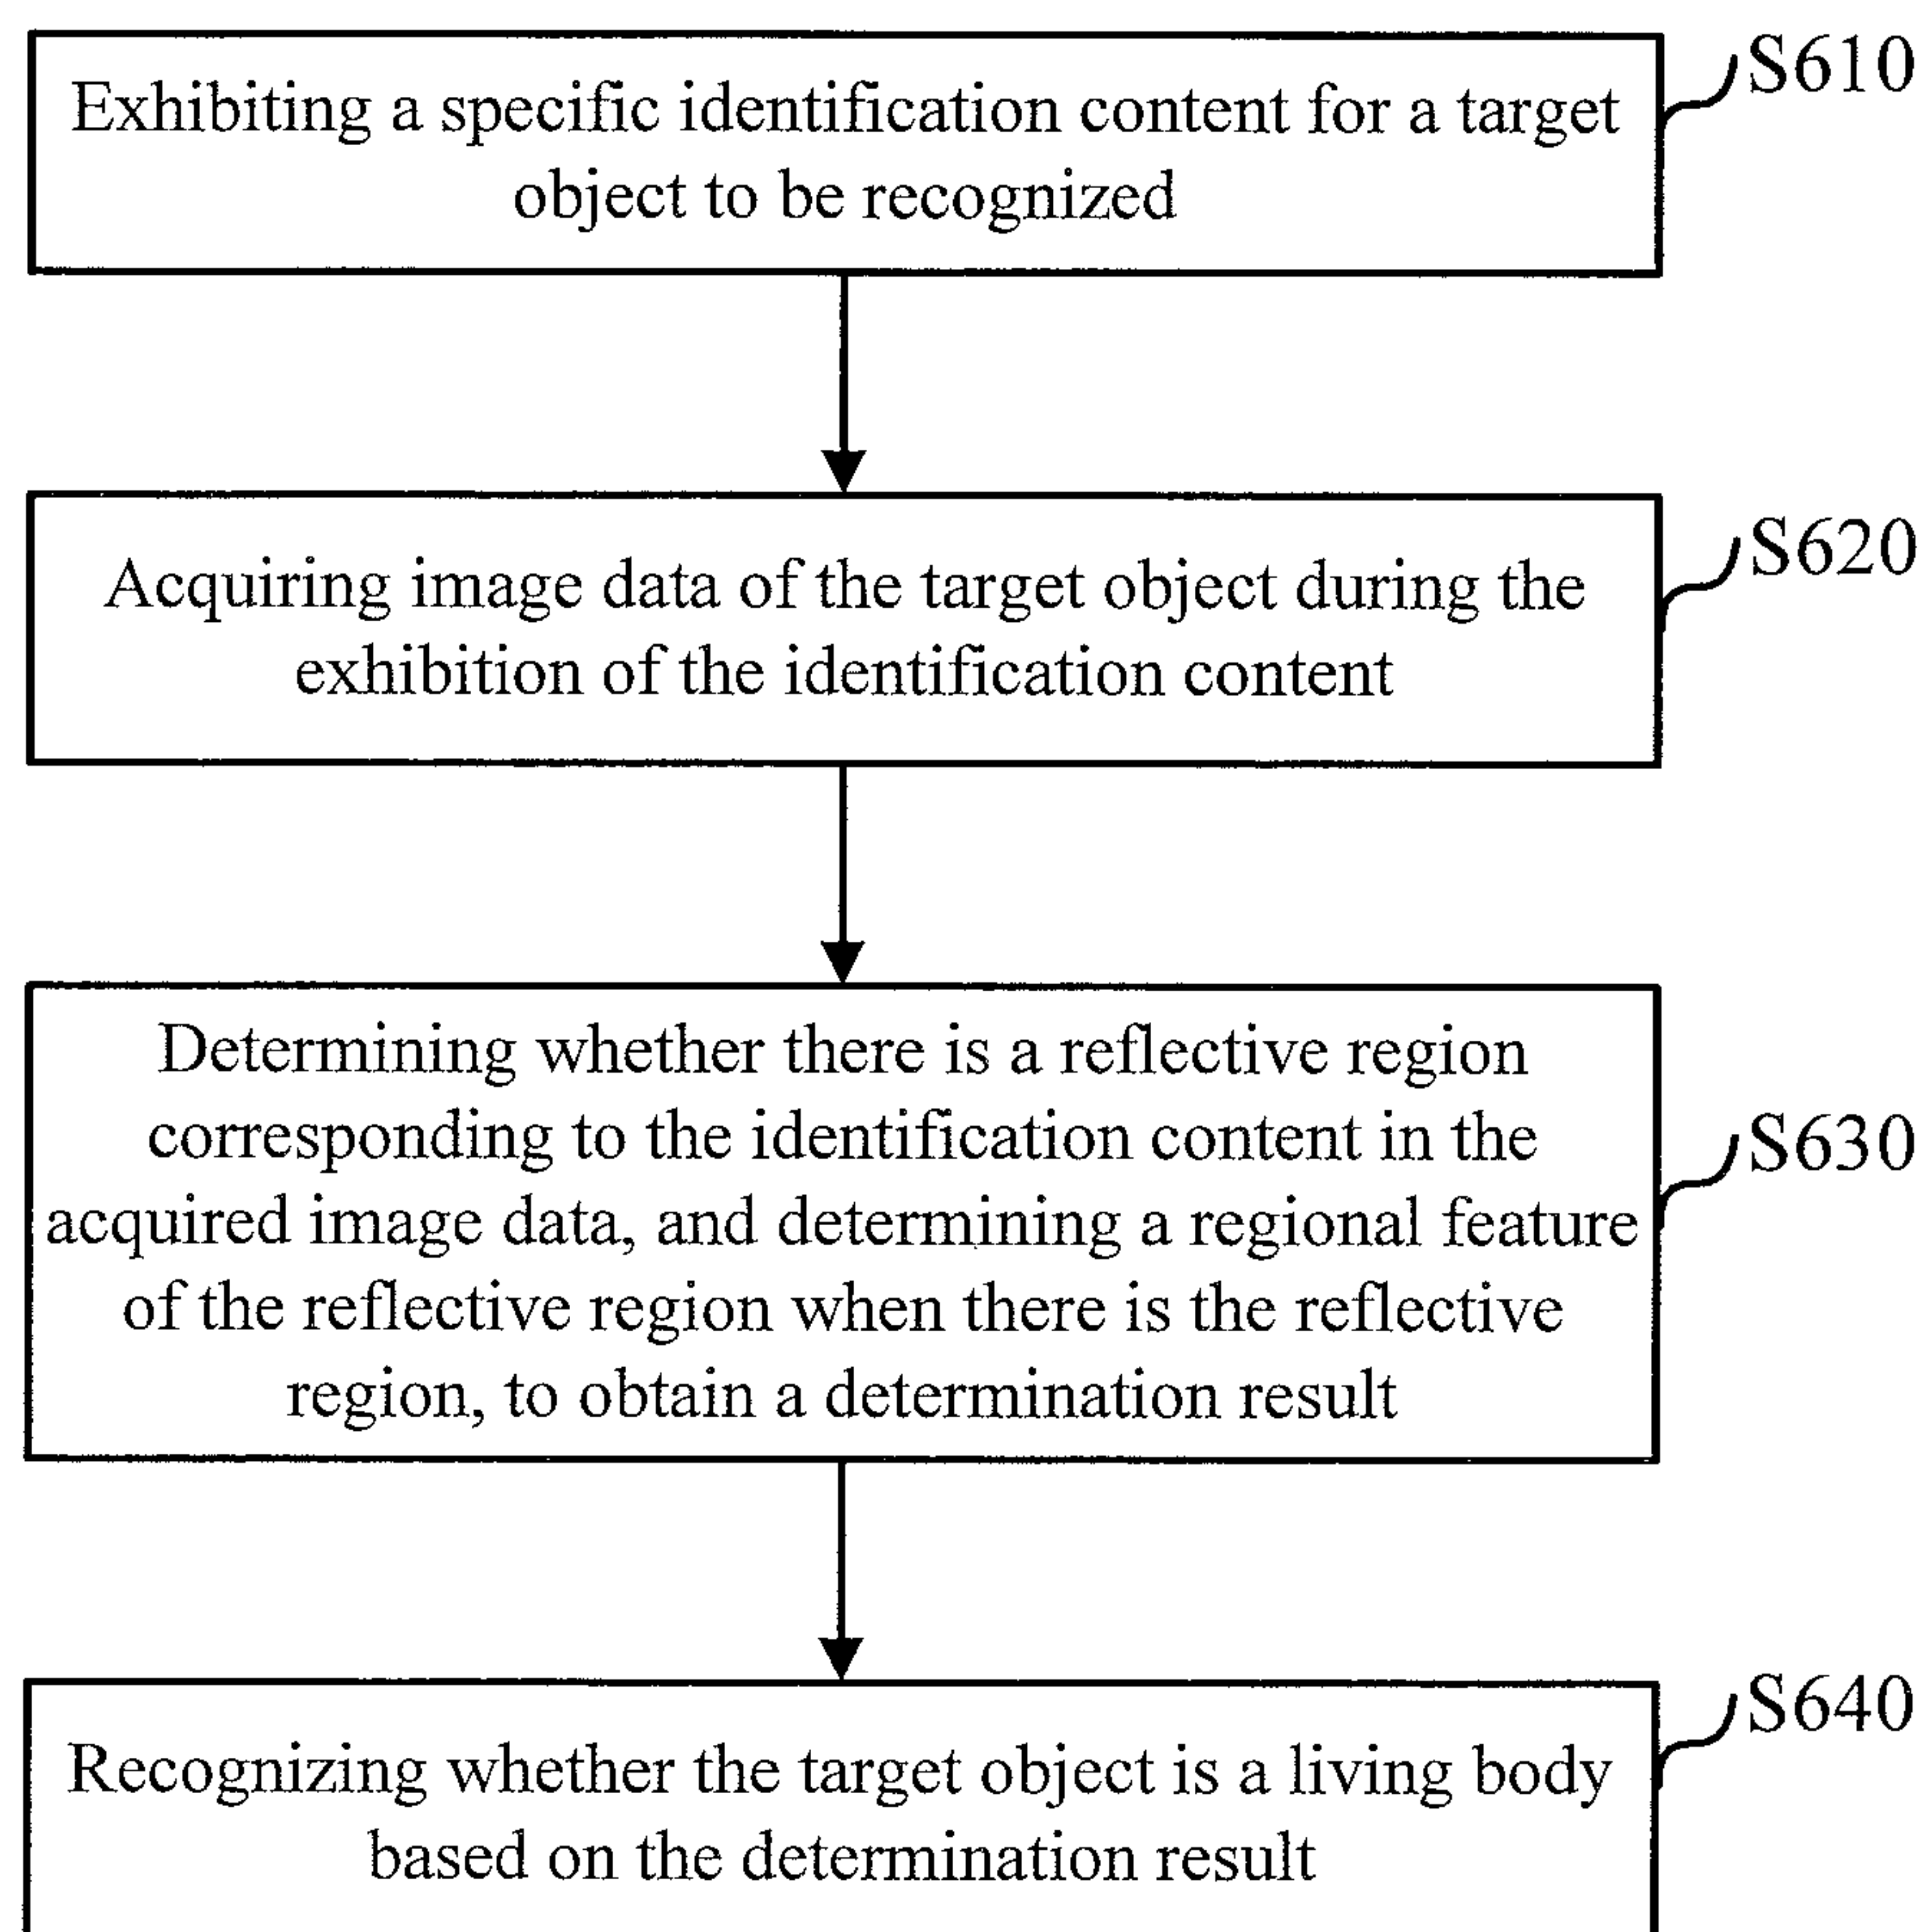 Exhibiting a specific identification content for a target
object to be recognized
S610
Acquiring image data of the target object during the
exhibition of the identification content
S620
Determining whether there is a reflective region
corresponding to the identification content in the
acquired image data, and determining a regional feature
of the reflective region when there is the reflective
region, to obtain a determination result
S630
Recognizing whether the target object is a living body
based on the determination result
S640